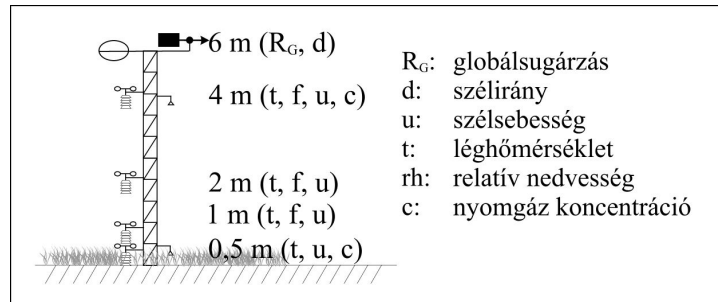 6 m (R_G, d)
4 m (t, f, u, c)
2 m (t, f, u)
1 m (t, f, u)
0,5 m (t, u, c)
R_G: globálsugárzás
d: szélirány
u: szélsebesség
t: léghőmérséklet
rh: relatív nedvesség
c: nyomgáz koncentráció